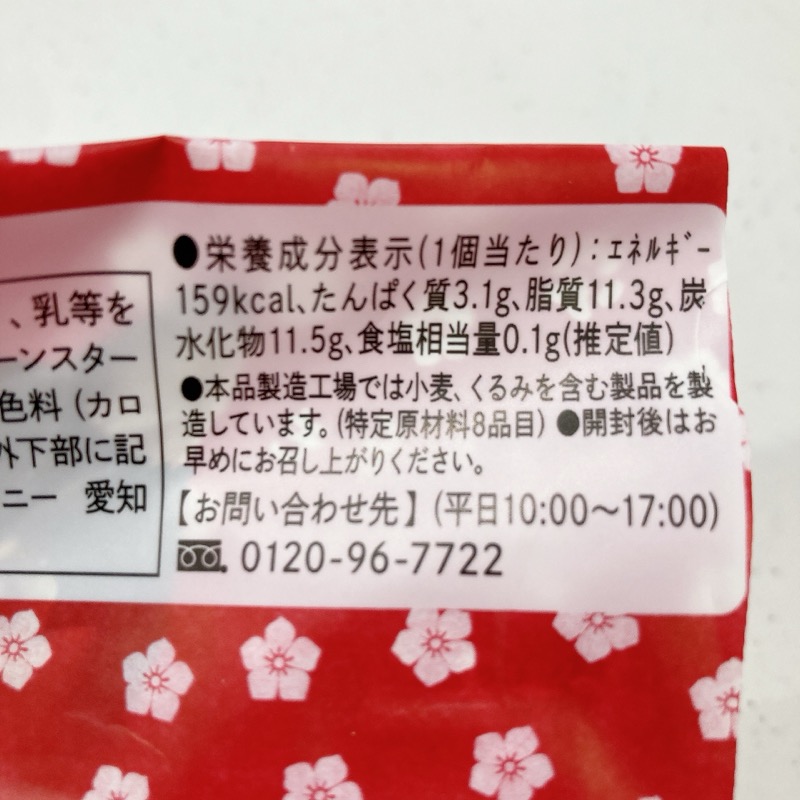 、乳等を
ーンスター
色料(カロ
外下部に記
ニー 愛知
●栄養成分表示(1個当たり):エネルギー
159kcal、たんぱく質3.1g、脂質11.3g、炭
水化物11.5g、食塩相当量0.1g(推定値)
●本品製造工場では小麦、くるみを含む製品を製
造しています。(特定原材料8品目)●開封後はお
早めにお召し上がりください。
【お問い合わせ先】(平日10:00〜17:00)
0120-96-7722